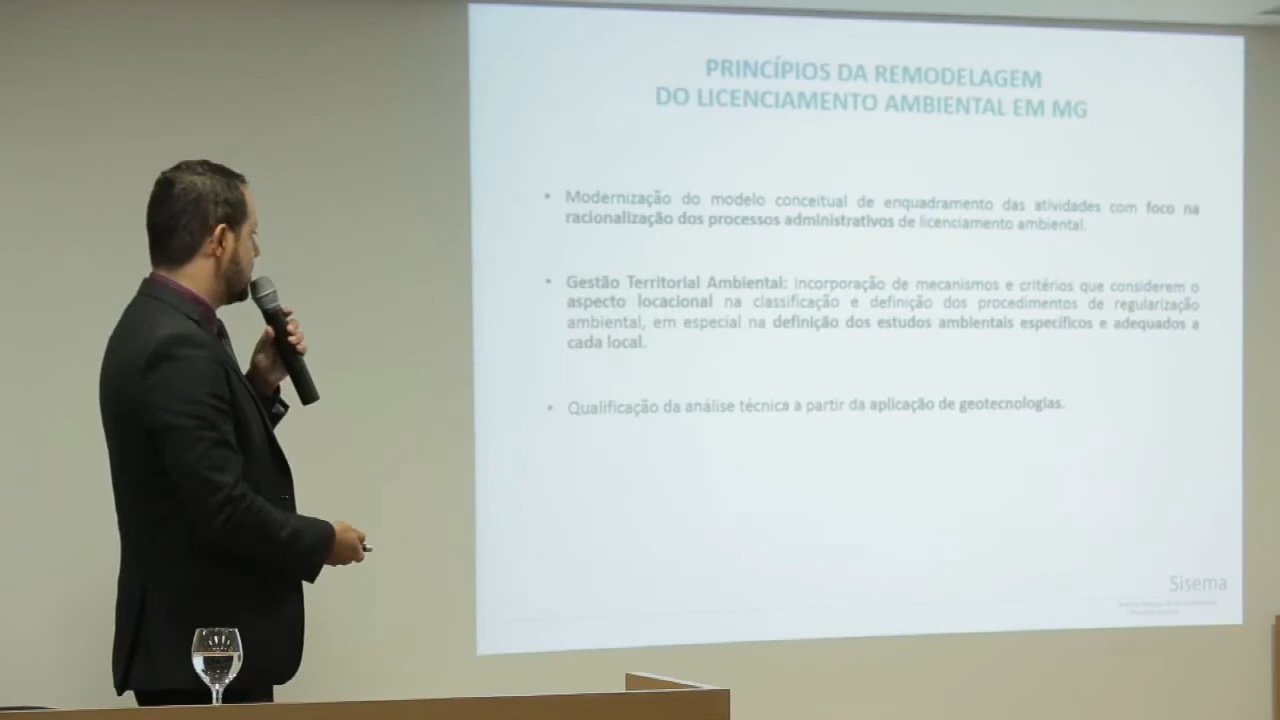 PRINCÍPIOS DA REMODELAGEM
DO LICENCIAMENTO AMBIENTAL EM MG
• Modernização do modelo conceitual de enquadramento das atividades com foco na
racionalização dos processos administrativos de licenciamento ambiental.
• Gestão Territorial Ambiental: incorporação de mecanismos e critérios que considerem o
aspecto locacional na classificação e definição dos procedimentos de regularização
ambiental, em especial na definição dos estudos ambientais específicos e adequados a
cada local.
• Qualificação da análise técnica a partir da aplicação de geotecnologias.
Sisema